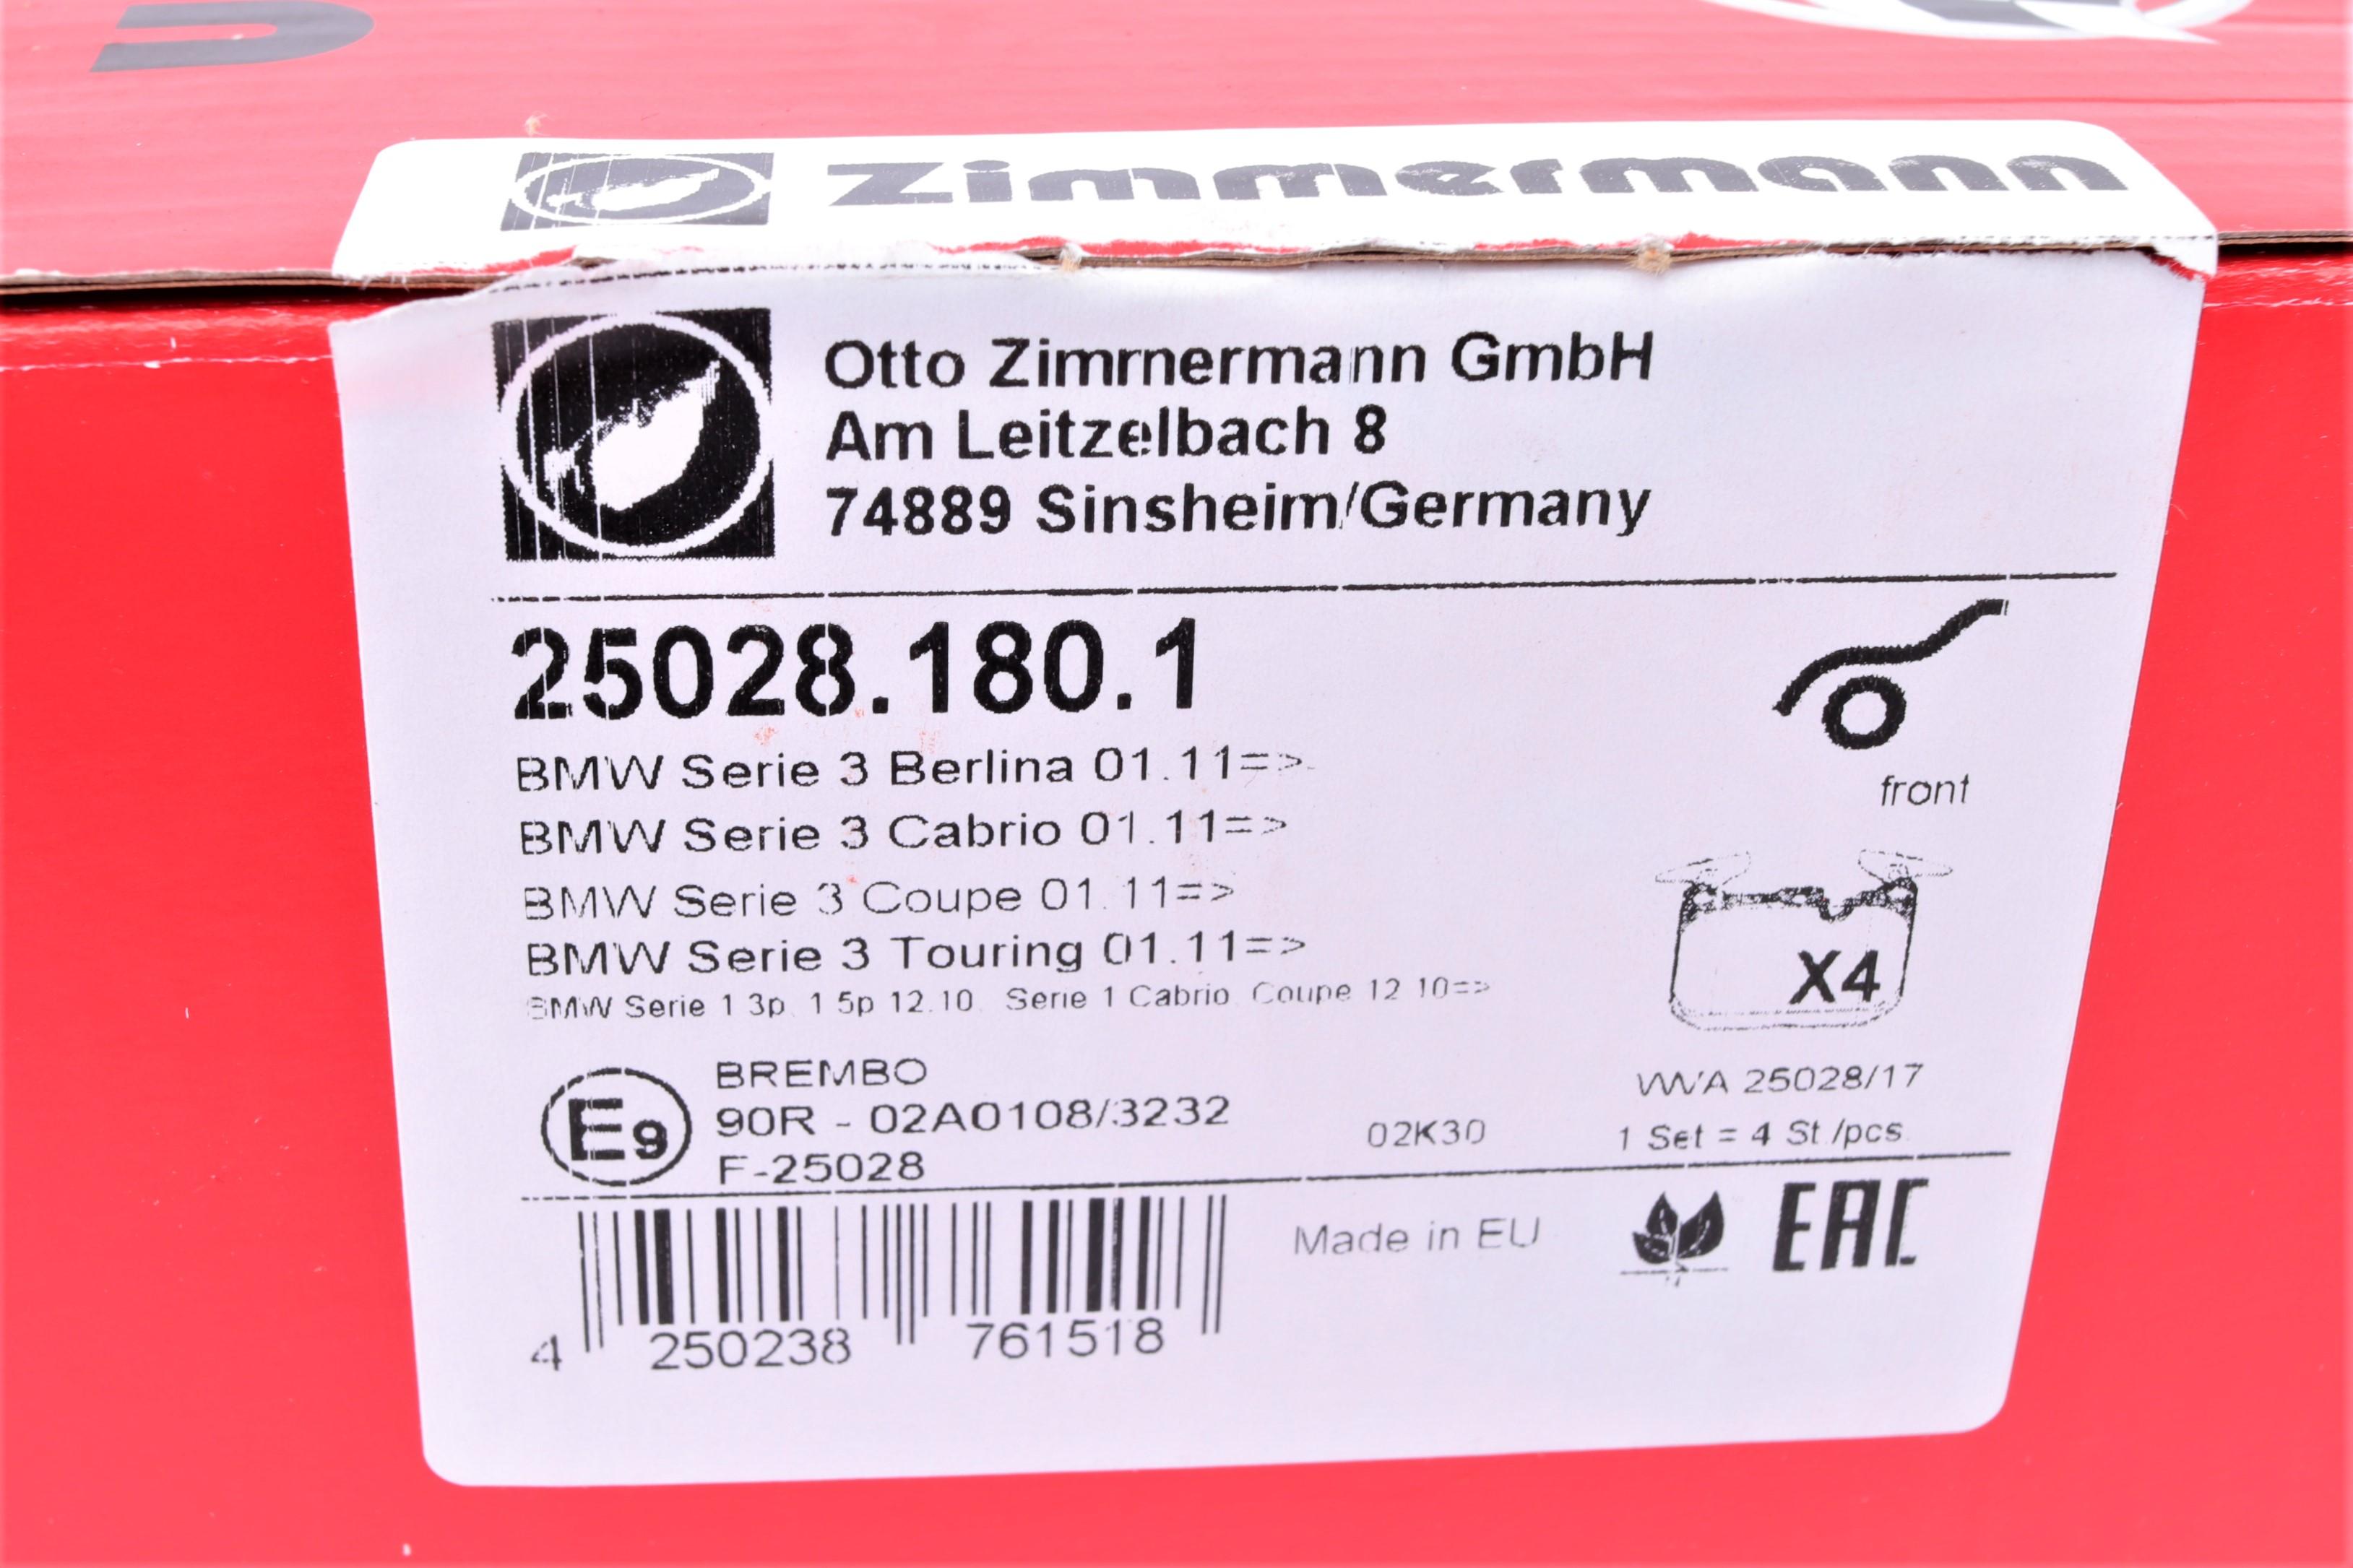 Zimmermann
Otto Zimmermann GmbH
Am Leitzelbach 8
74889 Sinsheim/Germany
25028.180.1
BMW Serie 3 Berlina 01.11=>
BMW Serie 3 Cabrio 01.11=>
front
BMW Serie 3 Coupe 01.11=>
BMW Serie 3 Touring 01.11=>
X4
BMW Serie 1 3p, 1 5p 12.10, Serie 1 Cabrio, Coupe 12.10=>
E9
BREMBO
90R - 02A0108/3232
F-25028
02K30
WVA 25028/17
1 Set = 4 St./pcs.
4 250238 761518
Made in EU
EAC